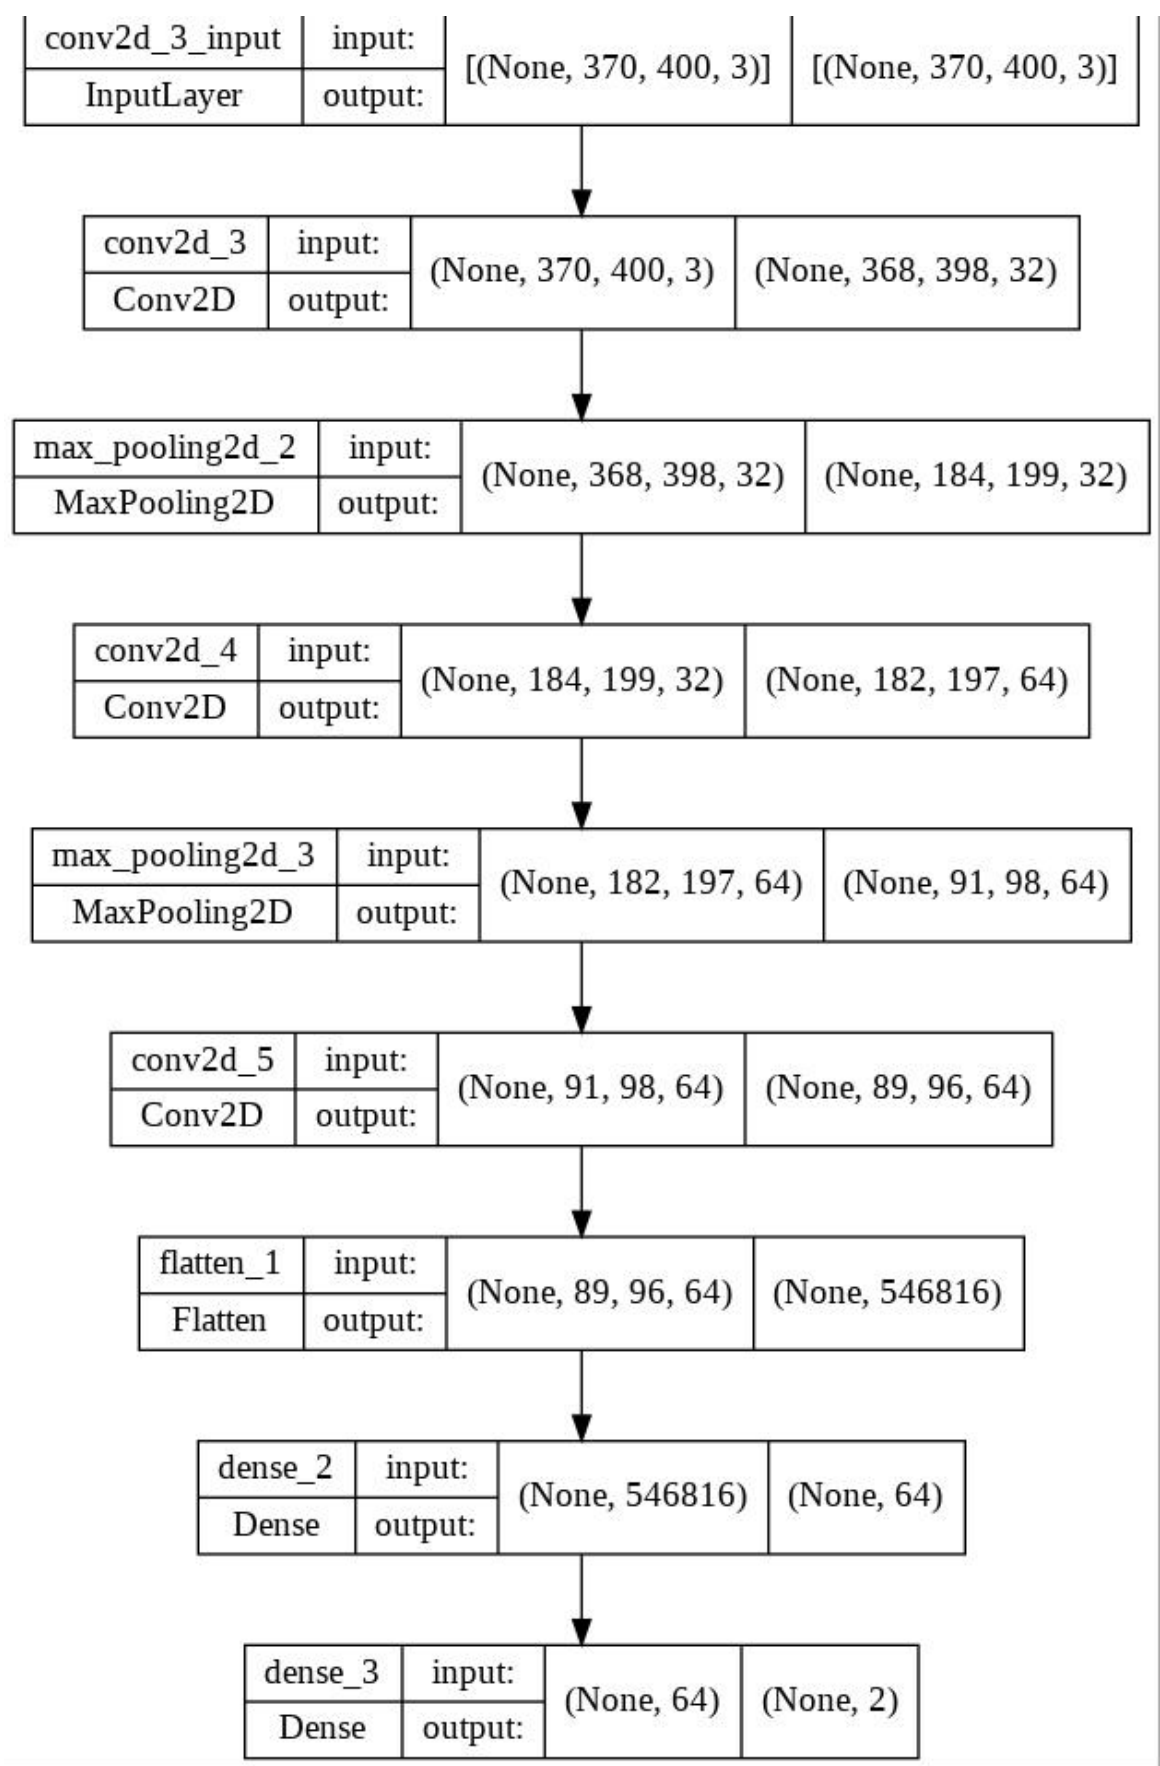 conv2d_3_input input: [(None, 370, 400, 3)] [(None, 370, 400, 3)]
InputLayer output:
conv2d_3 input: (None, 370, 400, 3) (None, 368, 398, 32)
Conv2D output:
max_pooling2d_2 input: (None, 368, 398, 32) (None, 184, 199, 32)
MaxPooling2D output:
conv2d_4 input: (None, 184, 199, 32) (None, 182, 197, 64)
Conv2D output:
max_pooling2d_3 input: (None, 182, 197, 64) (None, 91, 98, 64)
MaxPooling2D output:
conv2d_5 input: (None, 91, 98, 64) (None, 89, 96, 64)
Conv2D output:
flatten_1 input: (None, 89, 96, 64) (None, 546816)
Flatten output:
dense_2 input: (None, 546816) (None, 64)
Dense output:
dense_3 input: (None, 64) (None, 2)
Dense output: